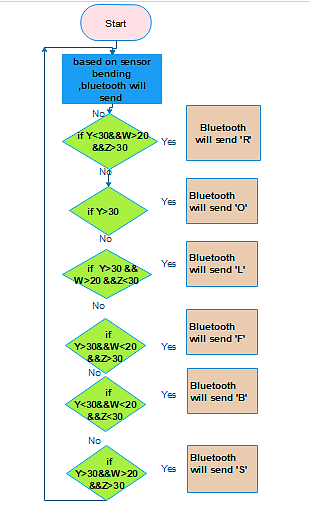 Start
based on sensor
bending
,bluetooth will
send
No
if Y<30&&W>20
&&Z>30
Yes
Bluetooth
will send 'R'
No
if Y>30
Yes
Bluetooth
will send 'O'
No
if Y>30 &&
W>20 &&Z<30
Yes
Bluetooth
will send 'L'
No
if
Y>30&&W<20
&&Z>30
Yes
Bluetooth
will send 'F'
No
if
Y<30&&W<20
&&Z<30
Yes
Bluetooth
will send 'B'
No
if
Y>30&&W>20
&&Z>30
Yes
Bluetooth
will send 'S'